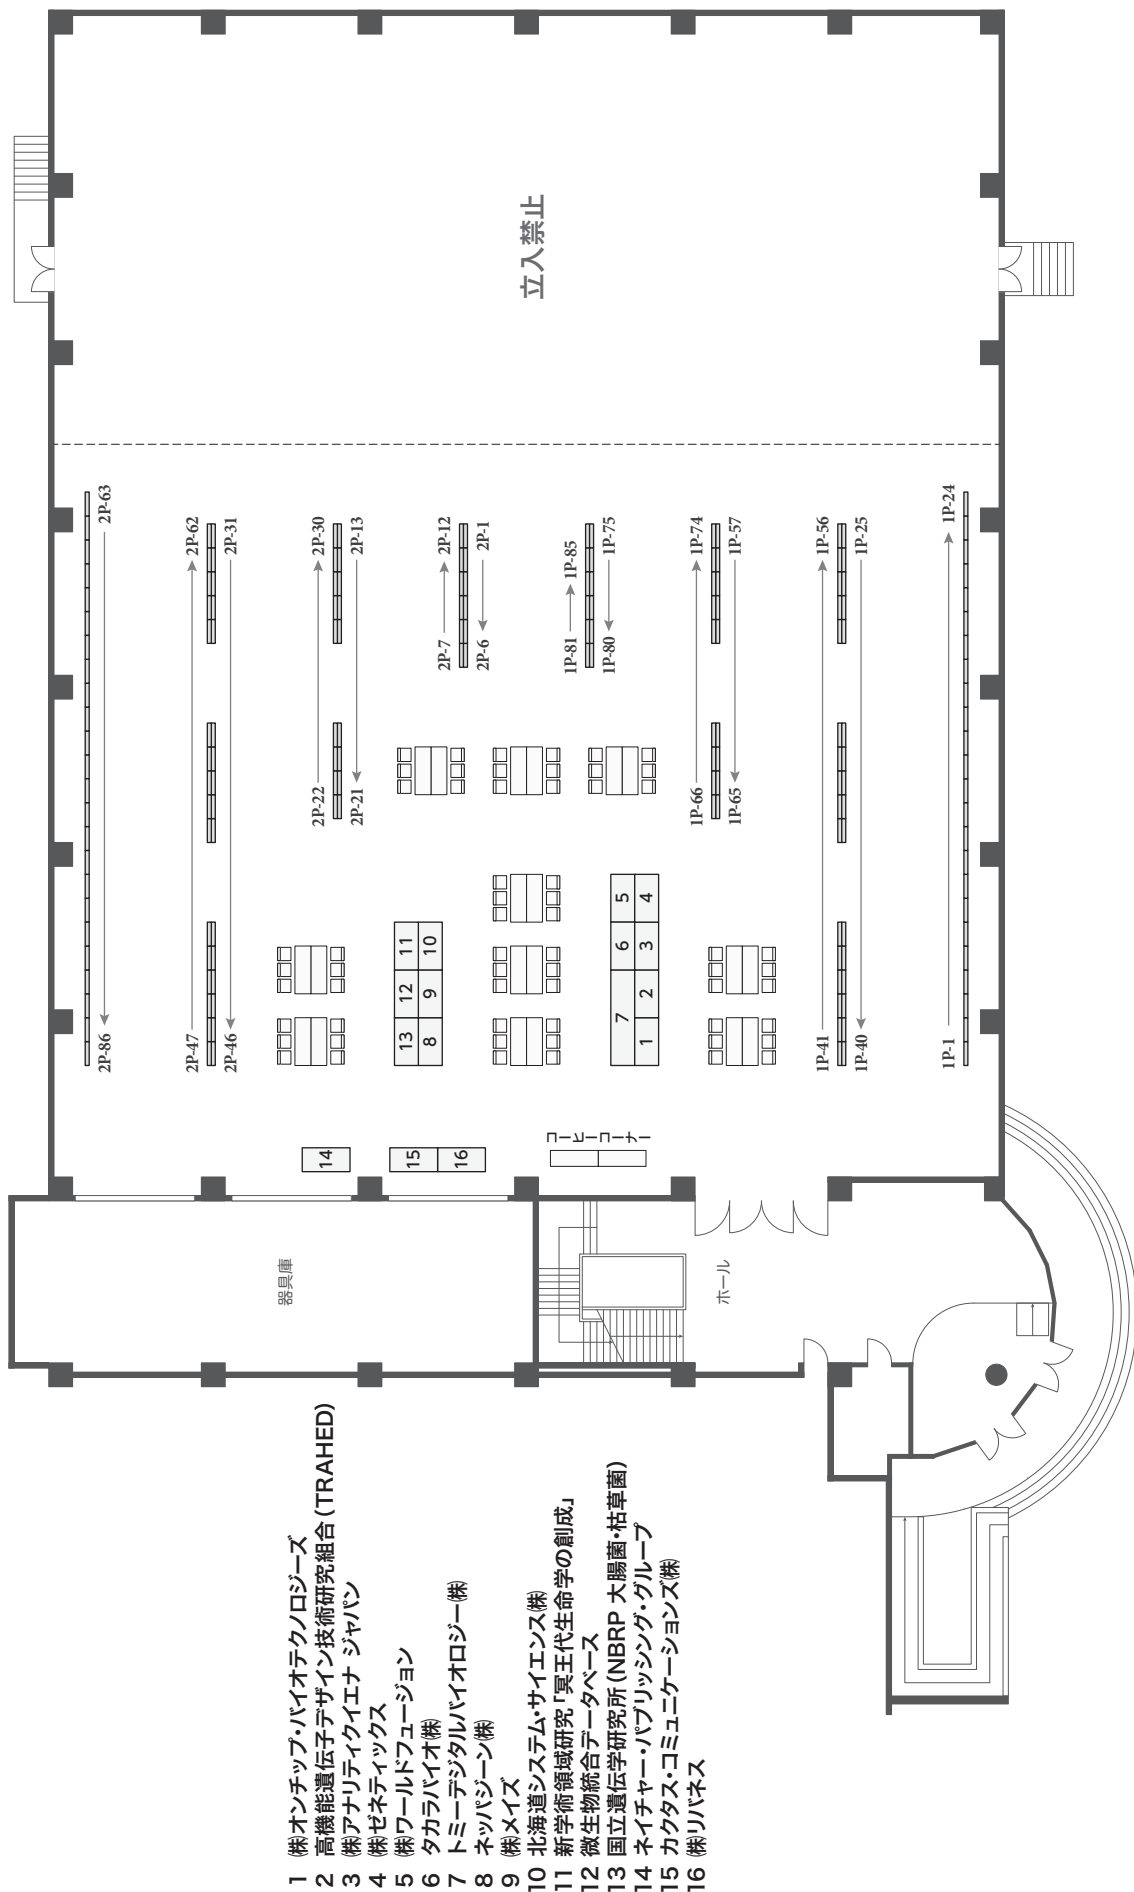 立入禁止
2P-63
2P-86
2P-62
2P-47
2P-31
2P-46
2P-30
2P-22
2P-13
2P-21
2P-12
2P-7
2P-1
2P-6
1P-85
1P-81
1P-75
1P-80
1P-74
1P-66
1P-57
1P-65
1P-56
1P-41
1P-25
1P-40
1P-24
1P-1
13 12 11
8 9 10
7 6 5
1 2 3 4
14
15
16
コーヒーコーナー
器具庫
ホール
1 ㈱オンチップ・バイオテクノロジーズ
2 高機能遺伝子デザイン技術研究組合(TRAHED)
3 ㈱アナリティクイエナ ジャパン
4 ㈱ゼネティックス
5 ㈱ワールドフュージョン
6 タカラバイオ㈱
7 トミーデジタルバイオロジー㈱
8 ネッパジーン㈱
9 ㈱メイズ
10 北海道システム・サイエンス㈱
11 新学術領域研究「冥王代生命学の創成」
12 微生物統合データベース
13 国立遺伝学研究所(NBRP 大腸菌・枯草菌)
14 ネイチャー・パブリッシング・グループ
15 カクタス・コミュニケーションズ㈱
16 ㈱リバネス